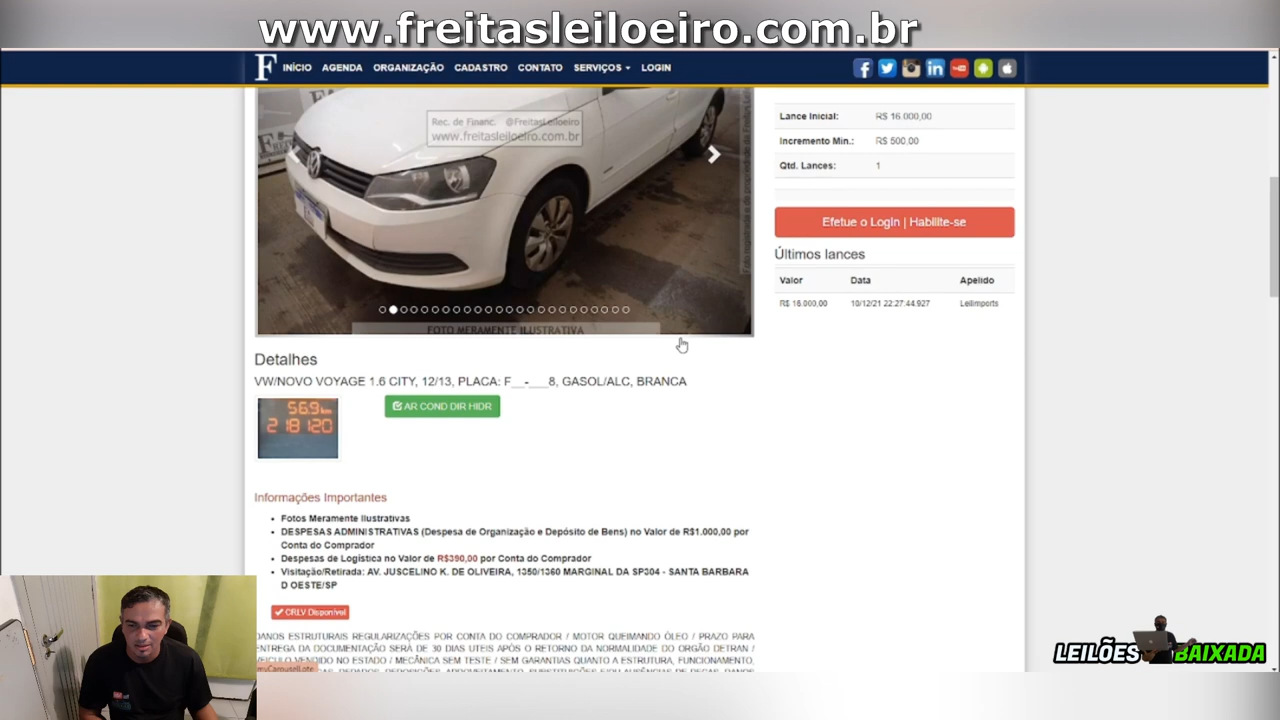 www.freitasleiloeiro.com.br
F INÍCIO AGENDA ORGANIZAÇÃO CADASTRO CONTATO SERVIÇOS LOGIN
Rec. de Financ. @FreitasLeiloeiro
www.freitasleiloeiro.com.br
FOTO MERAMENTE ILUSTRATIVA
Lance Inicial: R$ 16.000,00
Incremento Min.: R$ 500,00
Qtd. Lances: 1
Efetue o Login | Habilite-se
Últimos lances
Valor Data Apelido
R$ 16.000,00 10/12/21 22:27:44.927 Leilimports
Detalhes
VW/NOVO VOYAGE 1.6 CITY, 12/13, PLACA: F__-___8, GASOL/ALC, BRANCA
56.9km
218120
AR COND DIR HIDR
Informações Importantes
• Fotos Meramente Ilustrativas
• DESPESAS ADMINISTRATIVAS (Despesa de Organização e Depósito de Bens) no Valor de R$1.000,00 por
Conta do Comprador
• Despesas de Logística no Valor de R$390,00 por Conta do Comprador
• Visitação/Retirada: AV. JUSCELINO K. DE OLIVEIRA, 1350/1360 MARGINAL DA SP304 - SANTA BARBARA
D OESTE/SP
CRLV Disponível
DANOS ESTRUTURAIS REGULARIZAÇÕES POR CONTA DO COMPRADOR / MOTOR QUEIMANDO ÓLEO / PRAZO PARA
ENTREGA DA DOCUMENTAÇÃO SERÁ DE 30 DIAS UTEIS APÓS O RETORNO DA NORMALIDADE DO ORGÃO DETRAN /
VEICULO VENDIDO NO ESTADO / MECÂNICA SEM TESTE / SEM GARANTIAS QUANTO A ESTRUTURA, FUNCIONAMENTO,
LEILÕES BAIXADA